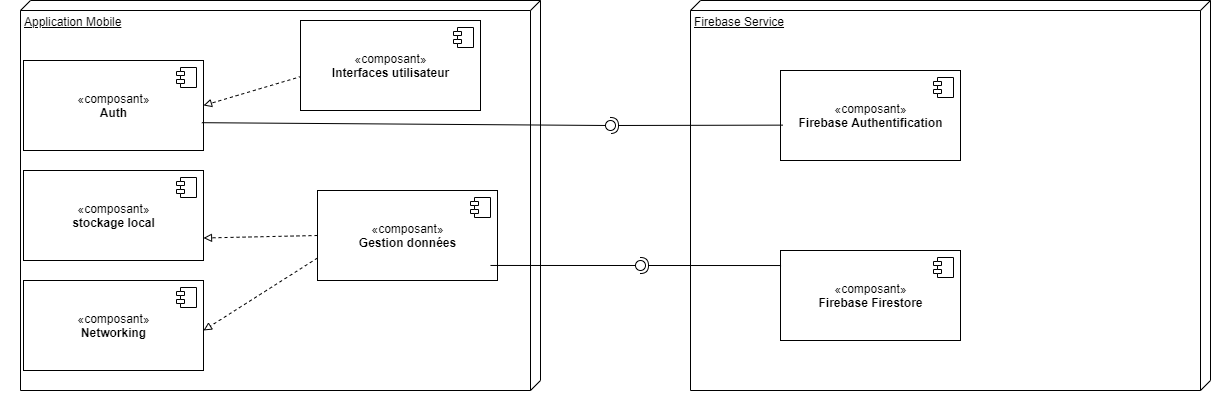 Application Mobile
«composant»
Interfaces utilisateur
«composant»
Auth
«composant»
stockage local
«composant»
Gestion données
«composant»
Networking
Firebase Service
«composant»
Firebase Authentification
«composant»
Firebase Firestore